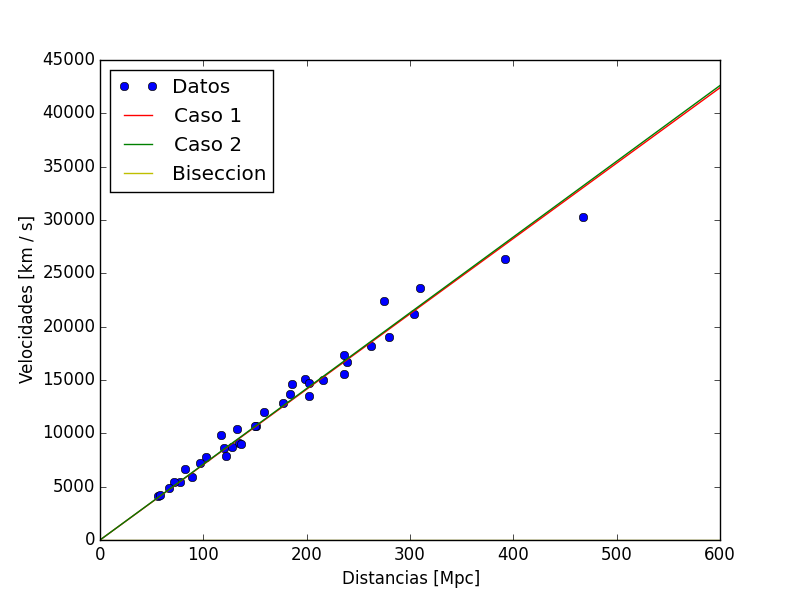 45000
40000
35000
30000
25000
20000
15000
10000
5000
0
Velocidades [km / s]
Datos
Caso 1
Caso 2
Biseccion
0 100 200 300 400 500 600
Distancias [Mpc]